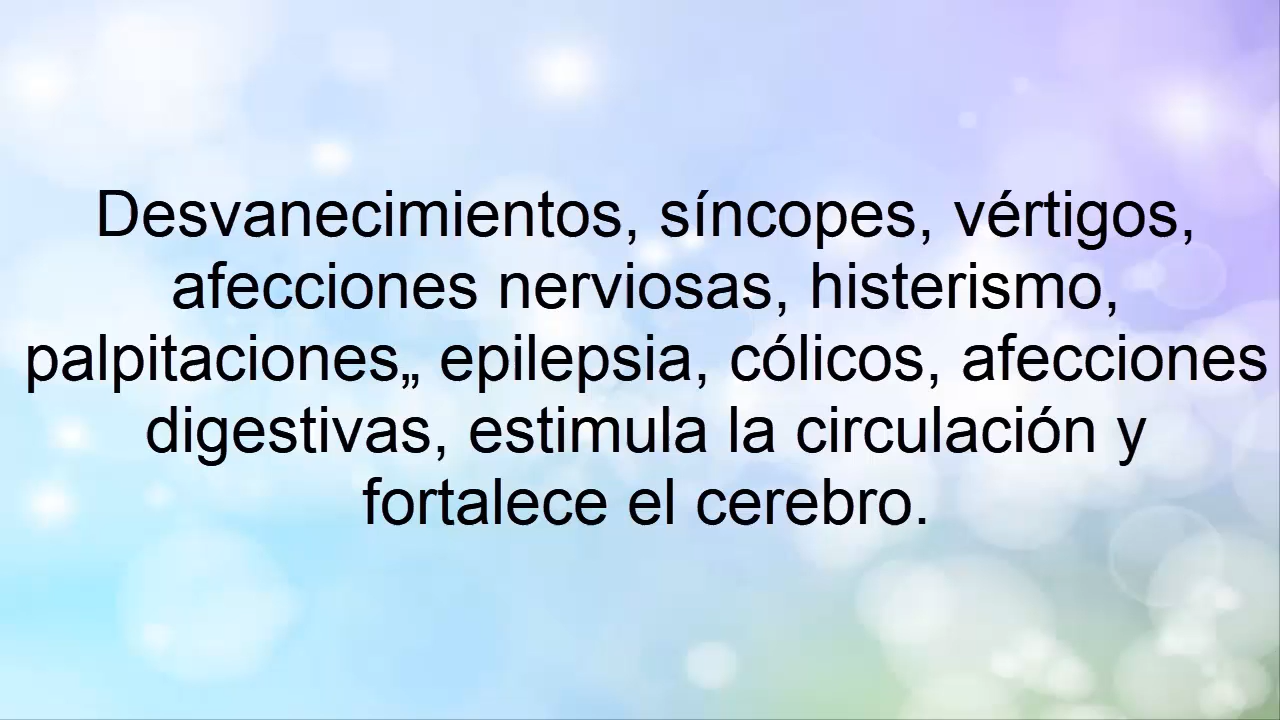 Desvanecimientos, síncopes, vértigos,
afecciones nerviosas, histerismo,
palpitaciones„ epilepsia, cólicos, afecciones
digestivas, estimula la circulación y
fortalece el cerebro.